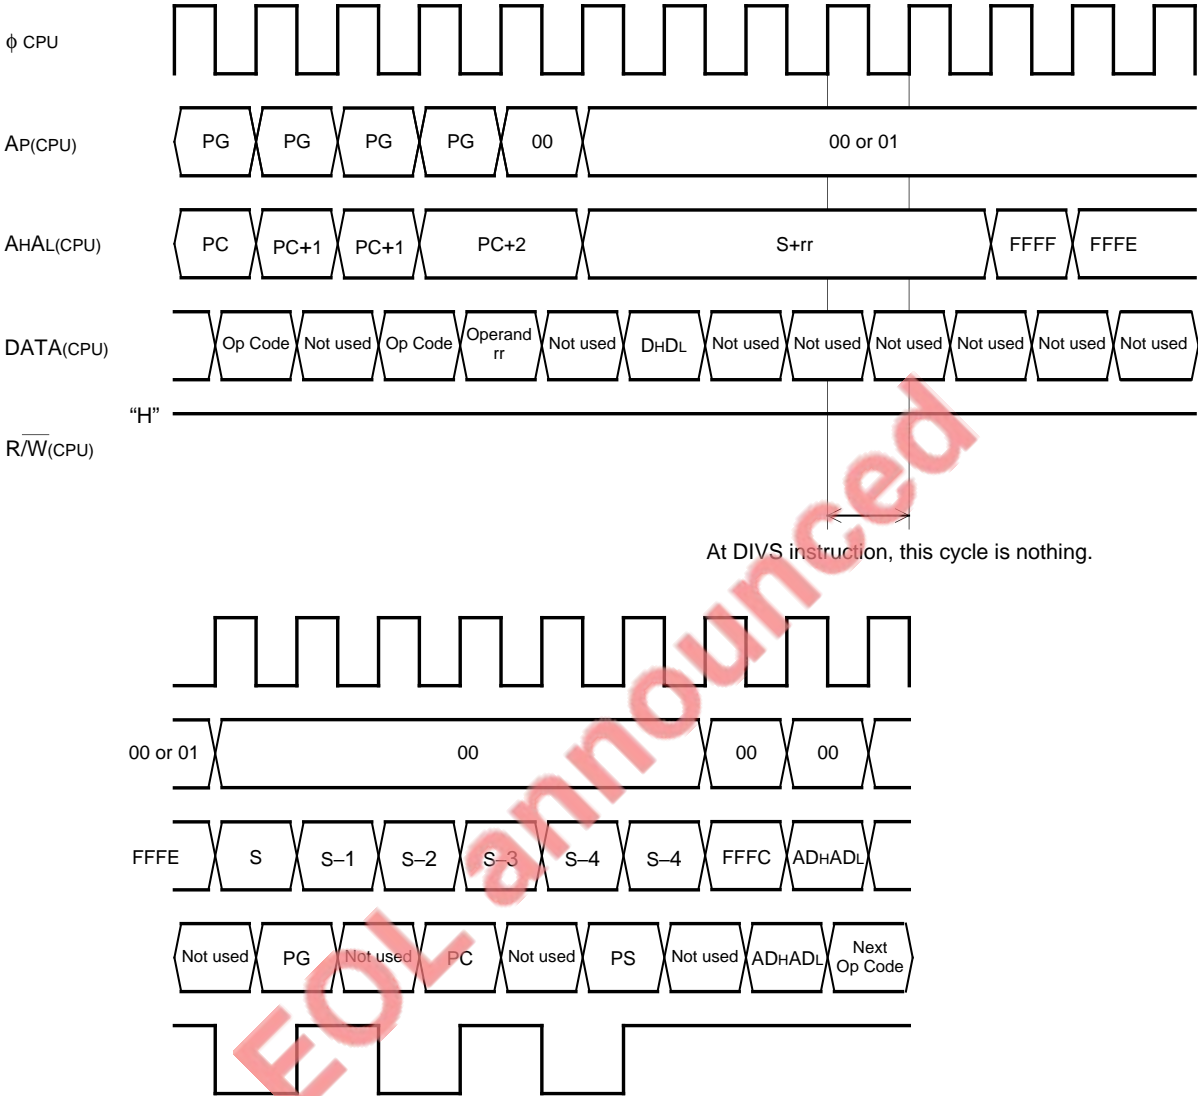 ϕ CPU
AP(CPU) PG PG PG PG 00 00 or 01
AHAL(CPU) PC PC+1 PC+1 PC+2 S+rr FFFF FFFE
DATA(CPU) Op Code Not used Op Code Operand rr Not used DHDL Not used Not used Not used Not used Not used Not used
“H”
R/W(CPU)
At DIVS instruction, this cycle is nothing.
00 or 01 00 00 00
FFFE S S–1 S–2 S–3 S–4 S–4 FFFC ADHADL
Not used PG Not used PC Not used PS Not used ADHADL Next Op Code
EOL announced